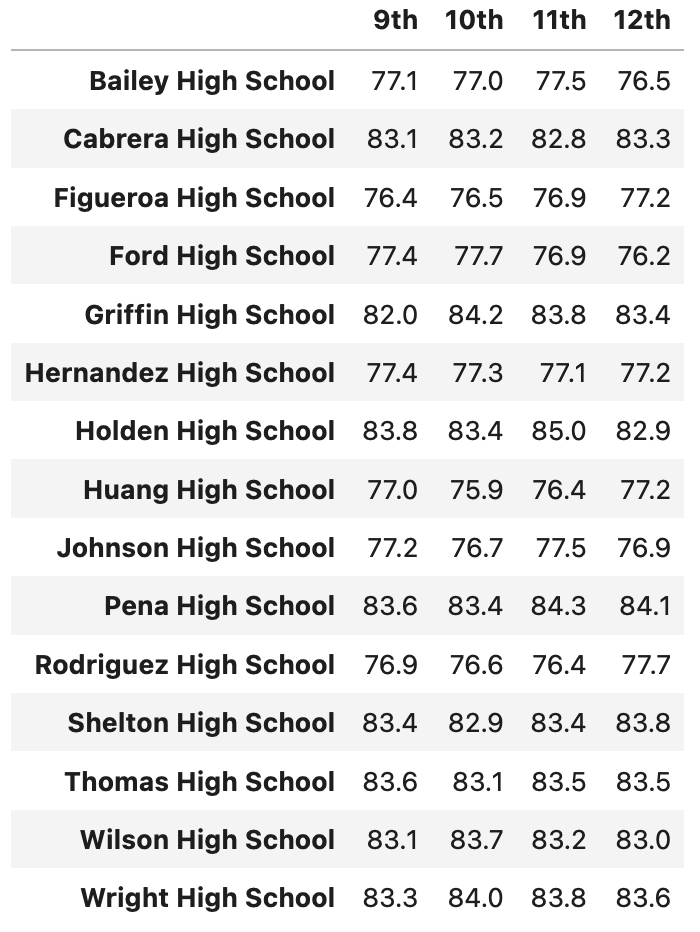 9th 10th 11th 12th
Bailey High School 77.1 77.0 77.5 76.5
Cabrera High School 83.1 83.2 82.8 83.3
Figueroa High School 76.4 76.5 76.9 77.2
Ford High School 77.4 77.7 76.9 76.2
Griffin High School 82.0 84.2 83.8 83.4
Hernandez High School 77.4 77.3 77.1 77.2
Holden High School 83.8 83.4 85.0 82.9
Huang High School 77.0 75.9 76.4 77.2
Johnson High School 77.2 76.7 77.5 76.9
Pena High School 83.6 83.4 84.3 84.1
Rodriguez High School 76.9 76.6 76.4 77.7
Shelton High School 83.4 82.9 83.4 83.8
Thomas High School 83.6 83.1 83.5 83.5
Wilson High School 83.1 83.7 83.2 83.0
Wright High School 83.3 84.0 83.8 83.6